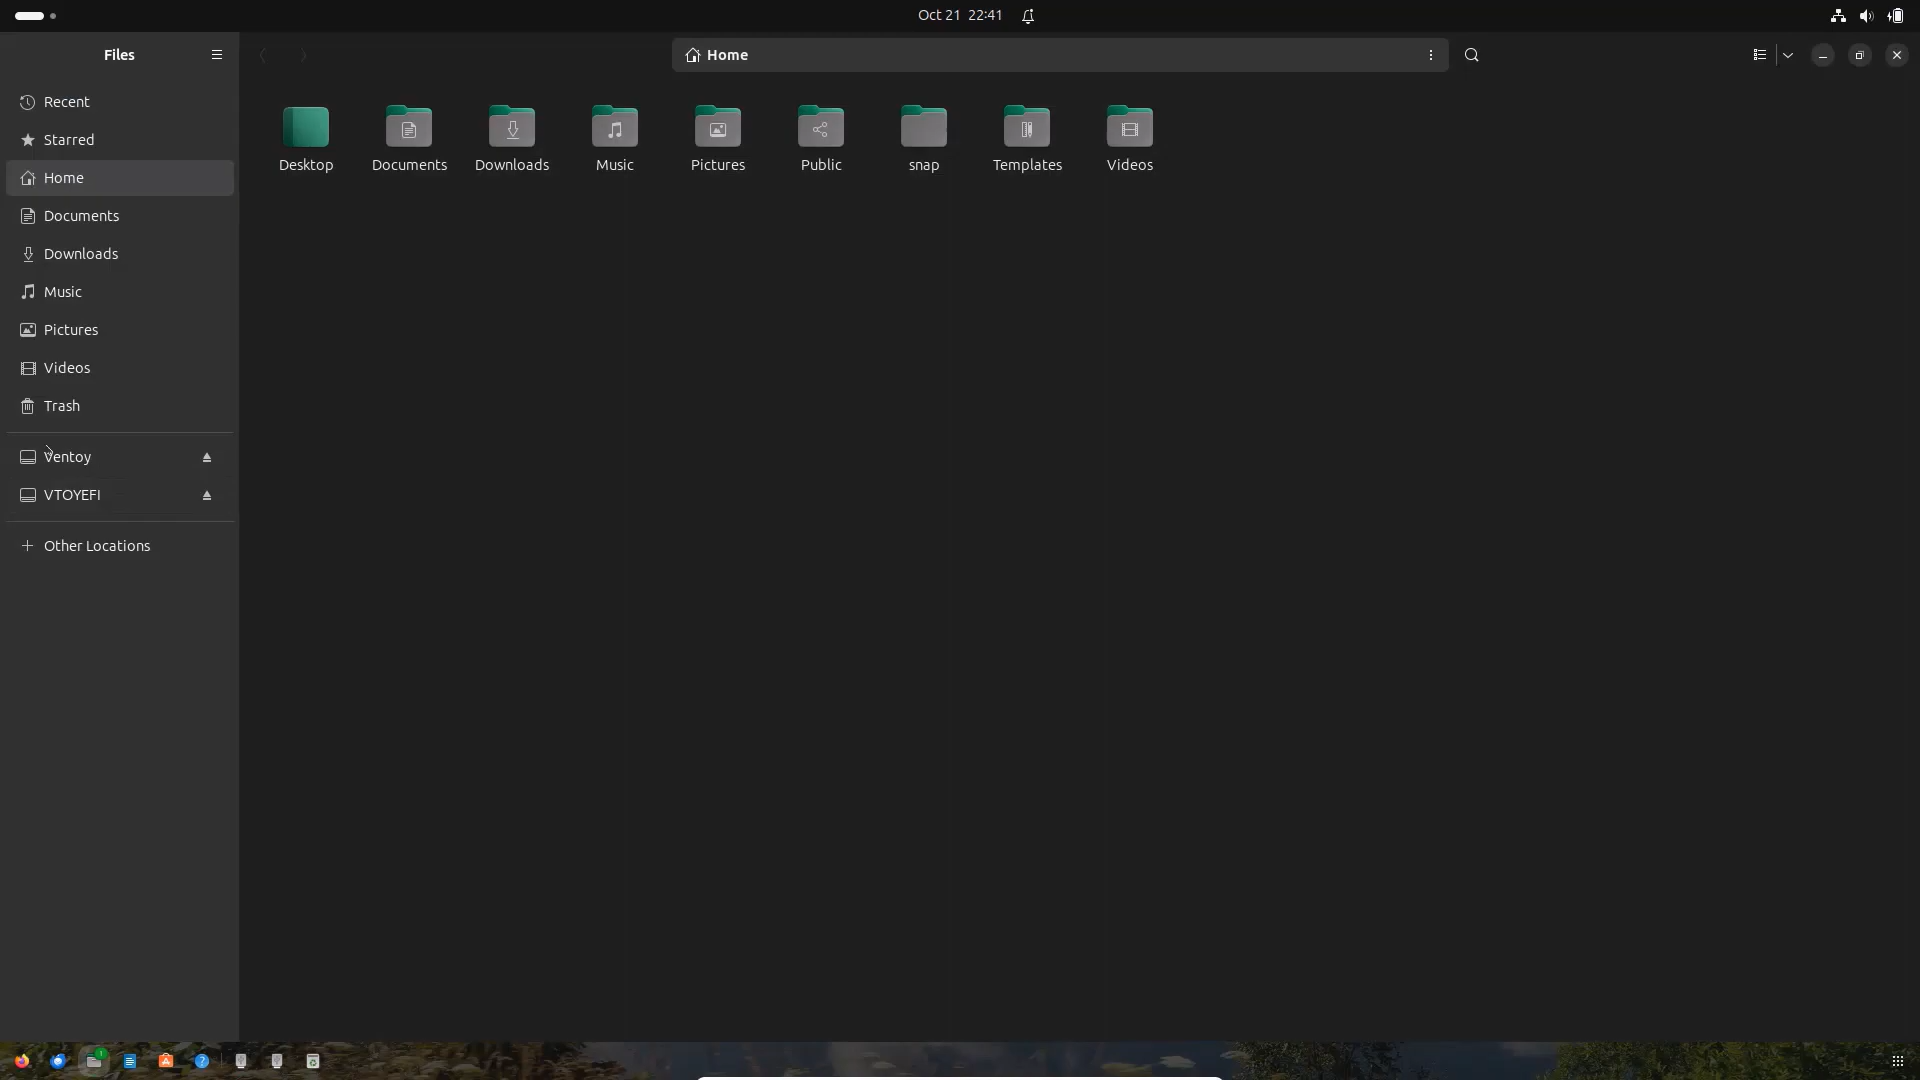 Oct 21 22:41
Files
Home
Recent
Starred
Home
Documents
Downloads
Music
Pictures
Videos
Trash
Ventoy
VTOYEFI
Other Locations
Desktop
Documents
Downloads
Music
Pictures
Public
snap
Templates
Videos
1